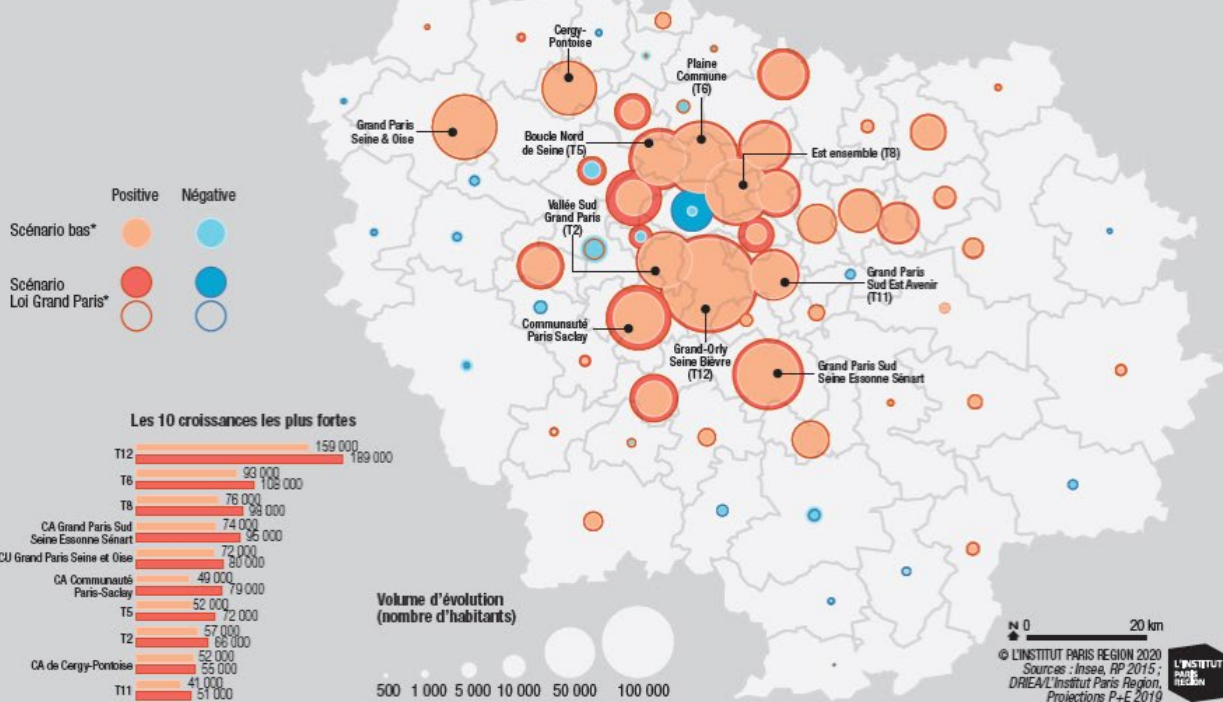 Cergy-
Pontoise
Plaine
Commune
(T6)
Grand Paris
Seine & Oise
Boucle Nord
de Seine (T5)
Est ensemble (T8)
Vallée Sud
Grand Paris
(T2)
Grand Paris
Sud Est Avenir
(T11)
Communauté
Paris Saclay
Grand-Orly
Seine Bièvre
(T12)
Grand Paris Sud
Seine Essonne Sénart
Positive Négative
Scénario bas*
Scénario
Loi Grand Paris*
Les 10 croissances les plus fortes
T12 159 000
189 000
T6 93 000
108 000
T8 76 000
98 000
CA Grand Paris Sud
Seine Essonne Sénart
74 000
95 000
CU Grand Paris Seine et Oise 72 000
80 000
CA Communauté
Paris-Saclay
49 000
79 000
T5 52 000
72 000
T2 57 000
66 000
CA de Cergy-Pontoise 52 000
55 000
T11 41 000
51 000
Volume d'évolution
(nombre d'habitants)
500 1 000 5 000 10 000 50 000 100 000
N 0 20 km
© L'INSTITUT PARIS REGION 2020
Sources : Insee, RP 2015 ;
DRIEA/L'Institut Paris Region,
Projections P+E 2019
L'INSTITUT
PARIS
REGION